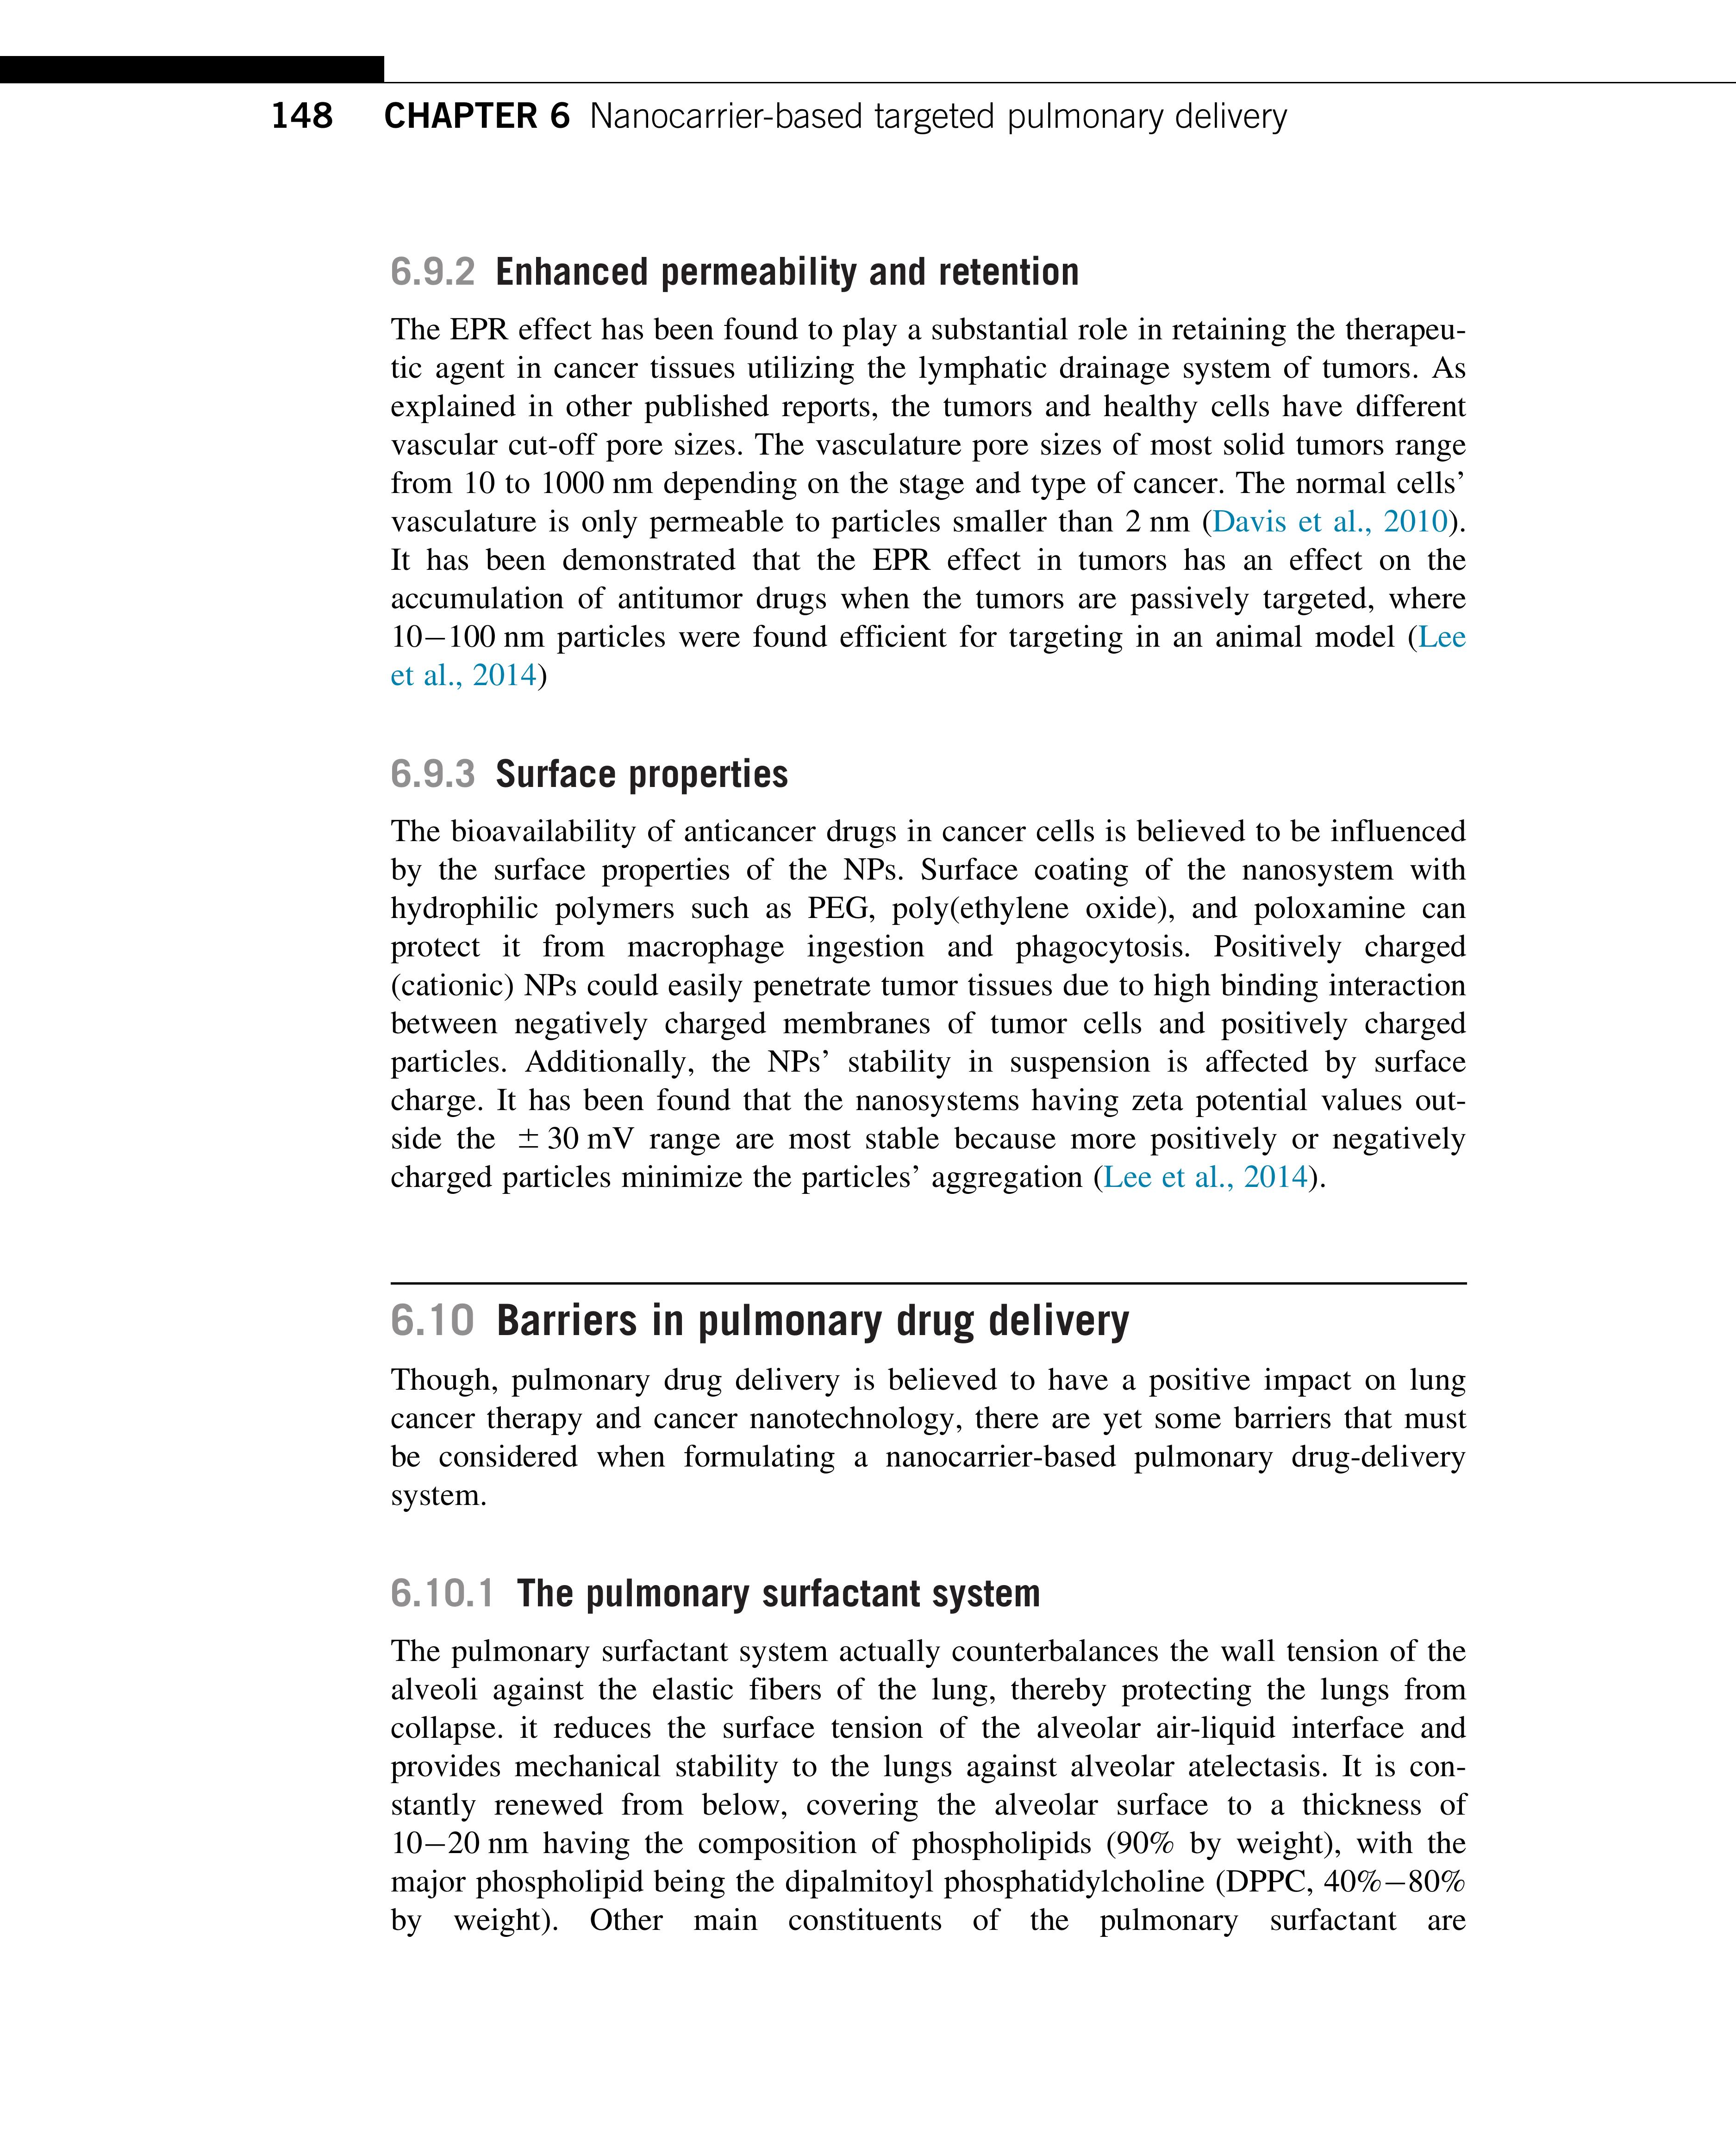 148 CHAPTER 6 Nanocarrier-based targeted pulmonary delivery
6.9.2 Enhanced permeability and retention
The EPR effect has been found to play a substantial role in retaining the therapeu-
tic agent in cancer tissues utilizing the lymphatic drainage system of tumors. As
explained in other published reports, the tumors and healthy cells have different
vascular cut-off pore sizes. The vasculature pore sizes of most solid tumors range
from 10 to 1000 nm depending on the stage and type of cancer. The normal cells’
vasculature is only permeable to particles smaller than 2 nm (Davis et al., 2010).
It has been demonstrated that the EPR effect in tumors has an effect on the
accumulation of antitumor drugs when the tumors are passively targeted, where
10−100 nm particles were found efficient for targeting in an animal model (Lee
et al., 2014)
6.9.3 Surface properties
The bioavailability of anticancer drugs in cancer cells is believed to be influenced
by the surface properties of the NPs. Surface coating of the nanosystem with
hydrophilic polymers such as PEG, poly(ethylene oxide), and poloxamine can
protect it from macrophage ingestion and phagocytosis. Positively charged
(cationic) NPs could easily penetrate tumor tissues due to high binding interaction
between negatively charged membranes of tumor cells and positively charged
particles. Additionally, the NPs’ stability in suspension is affected by surface
charge. It has been found that the nanosystems having zeta potential values out-
side the ±30 mV range are most stable because more positively or negatively
charged particles minimize the particles’ aggregation (Lee et al., 2014).
6.10 Barriers in pulmonary drug delivery
Though, pulmonary drug delivery is believed to have a positive impact on lung
cancer therapy and cancer nanotechnology, there are yet some barriers that must
be considered when formulating a nanocarrier-based pulmonary drug-delivery
system.
6.10.1 The pulmonary surfactant system
The pulmonary surfactant system actually counterbalances the wall tension of the
alveoli against the elastic fibers of the lung, thereby protecting the lungs from
collapse. it reduces the surface tension of the alveolar air-liquid interface and
provides mechanical stability to the lungs against alveolar atelectasis. It is con-
stantly renewed from below, covering the alveolar surface to a thickness of
10−20 nm having the composition of phospholipids (90% by weight), with the
major phospholipid being the dipalmitoyl phosphatidylcholine (DPPC, 40%−80%
by weight). Other main constituents of the pulmonary surfactant are